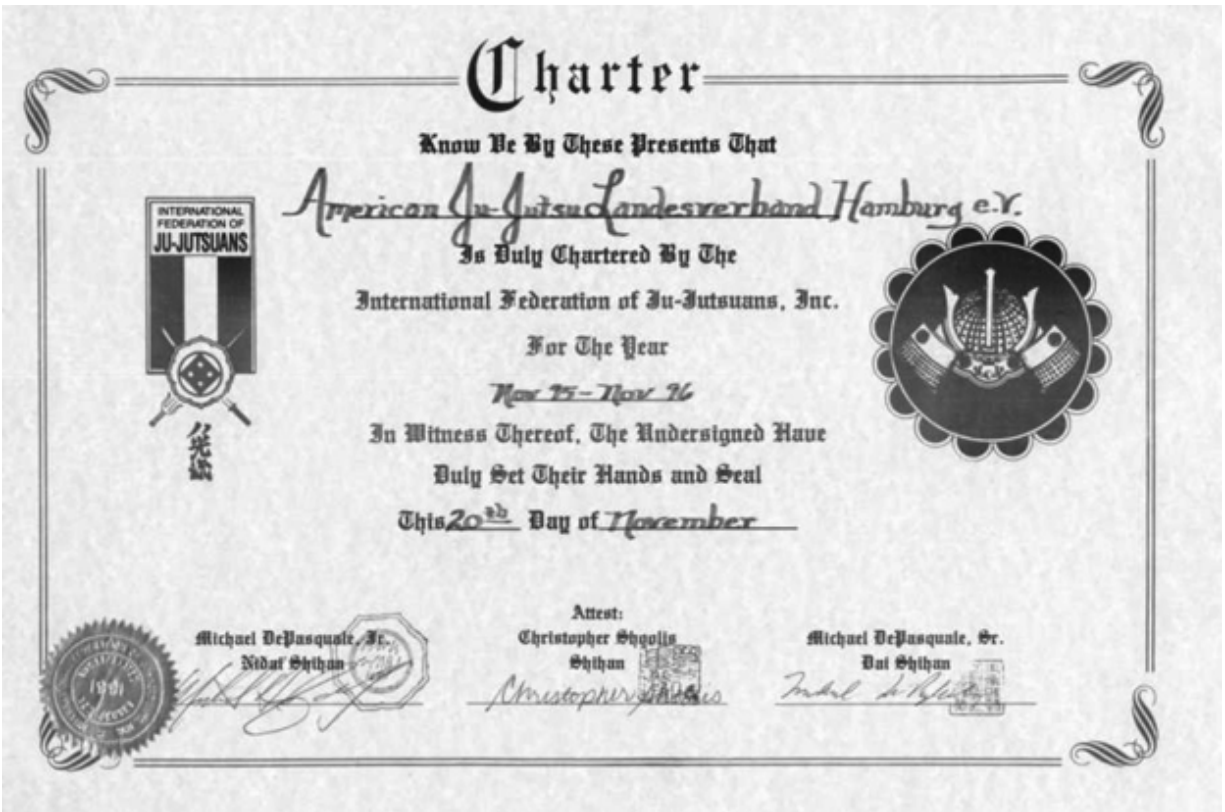 Charter
Know Ye By These Presents That
American Ju-Jutsu Landesverband Hamburg e.V.
INTERNATIONAL
FEDERATION OF
JU-JUTSUANS
Is Duly Chartered By The
International Federation of Ju-Jutsuans, Inc.
For The Year
Nov 95 - Nov 96
In Witness Thereof, The Undersigned Have
Duly Set Their Hands and Seal
This 20th Day of November
Attest:
Michael DePasquale, Jr. Christopher Shoolis Michael DePasquale, Sr.
Nidai Shihan Shihan Dai Shihan
Christopher Shoolis
1991